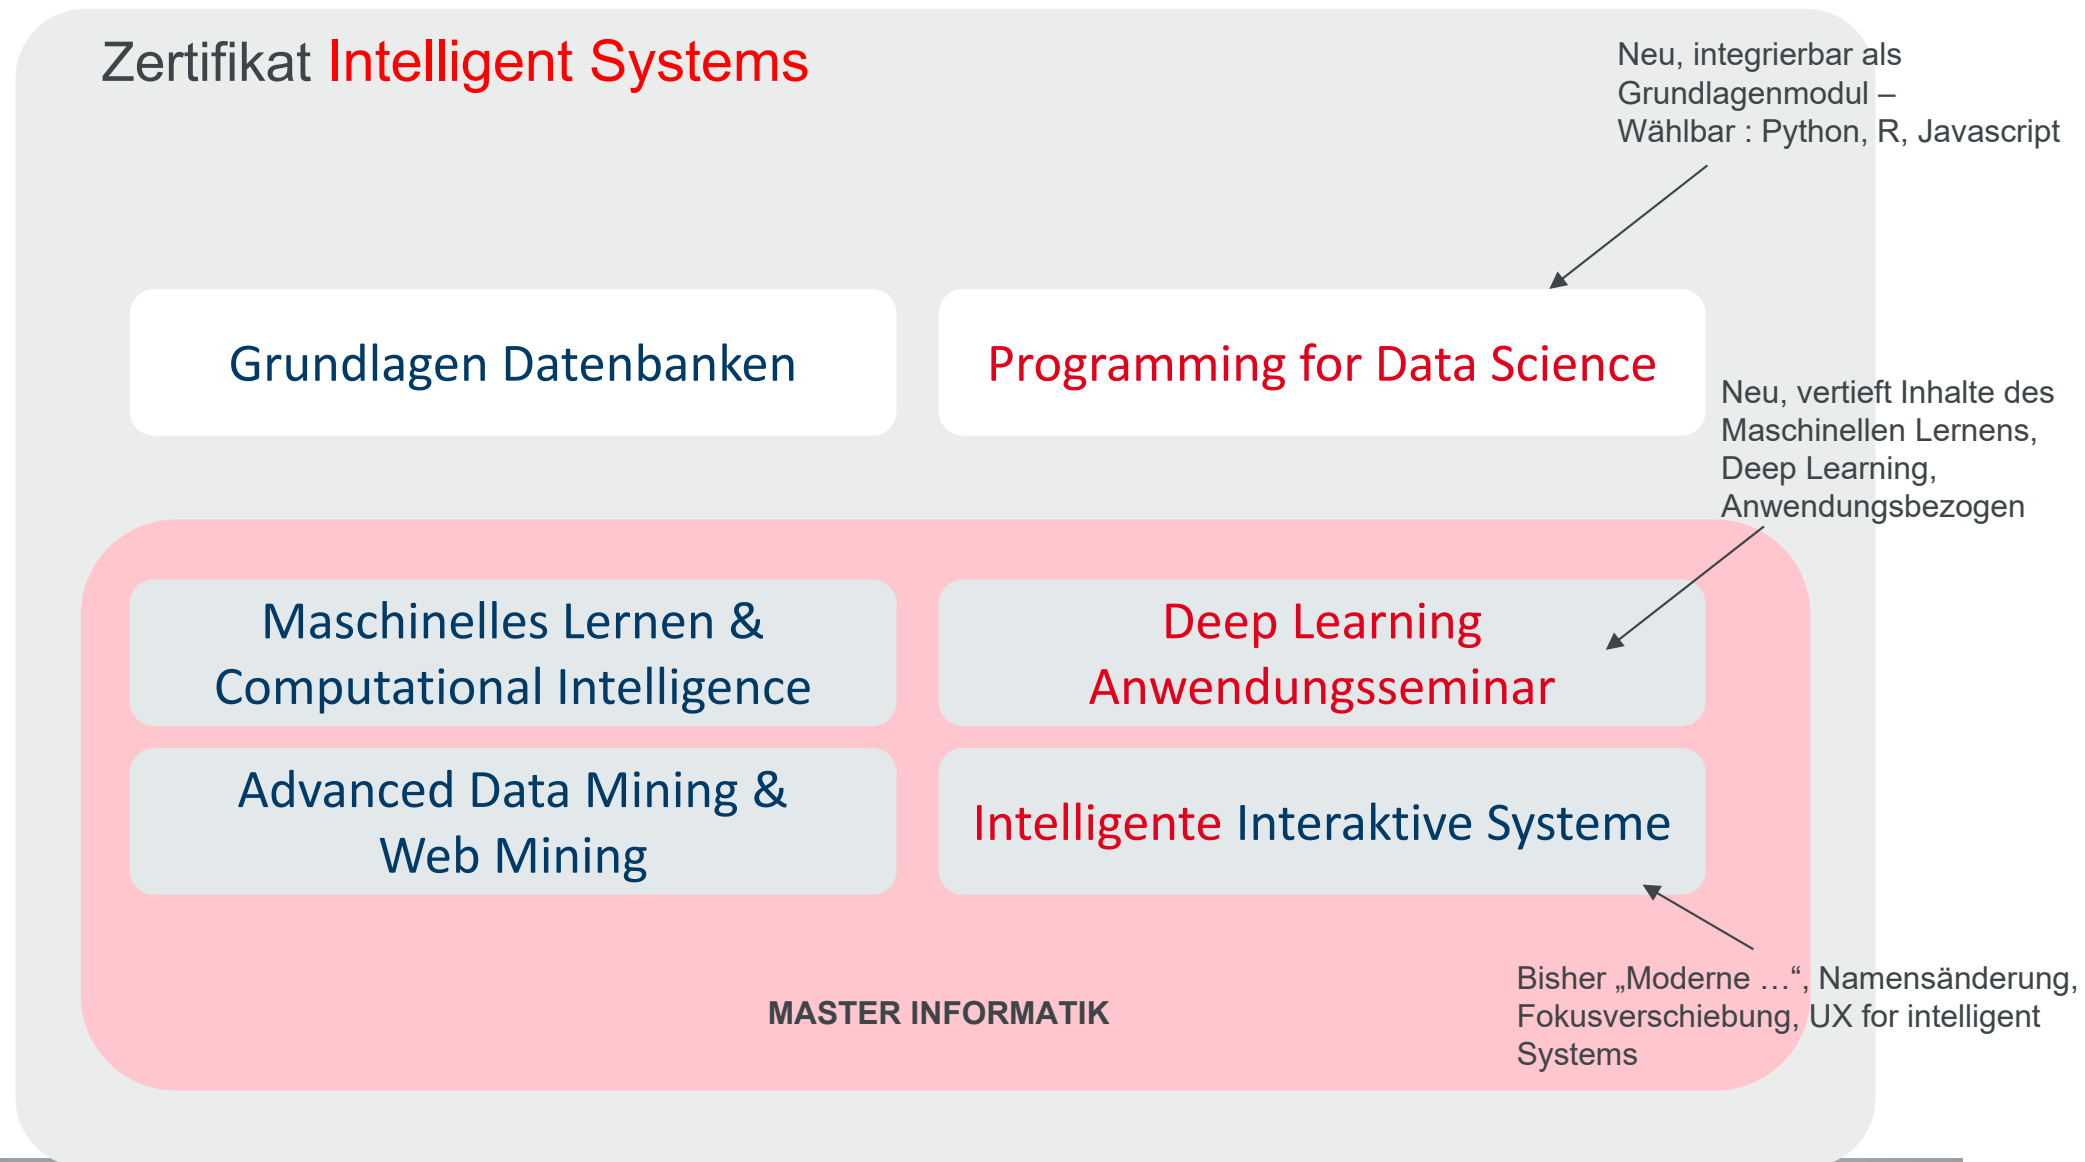 Zertifikat Intelligent Systems
Neu, integrierbar als
Grundlagenmodul –
Wählbar : Python, R, Javascript
Grundlagen Datenbanken
Programming for Data Science
Neu, vertieft Inhalte des
Maschinellen Lernens,
Deep Learning,
Anwendungsbezogen
Maschinelles Lernen &
Computational Intelligence
Deep Learning
Anwendungsseminar
Advanced Data Mining &
Web Mining
Intelligente Interaktive Systeme
Bisher „Moderne …“, Namensänderung,
Fokusverschiebung, UX for intelligent
Systems
MASTER INFORMATIK